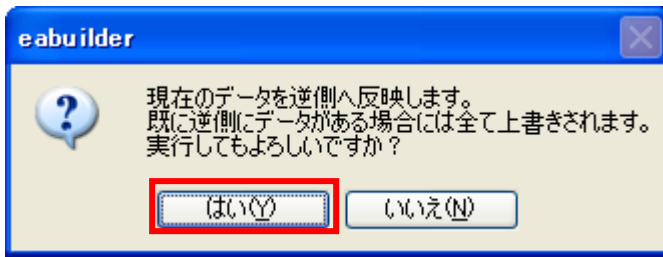 eabuilder
現在のデータを逆側へ反映します。
既に逆側にデータがある場合には全て上書きされます。
実行してもよろしいですか？
はい(Y)
いいえ(N)